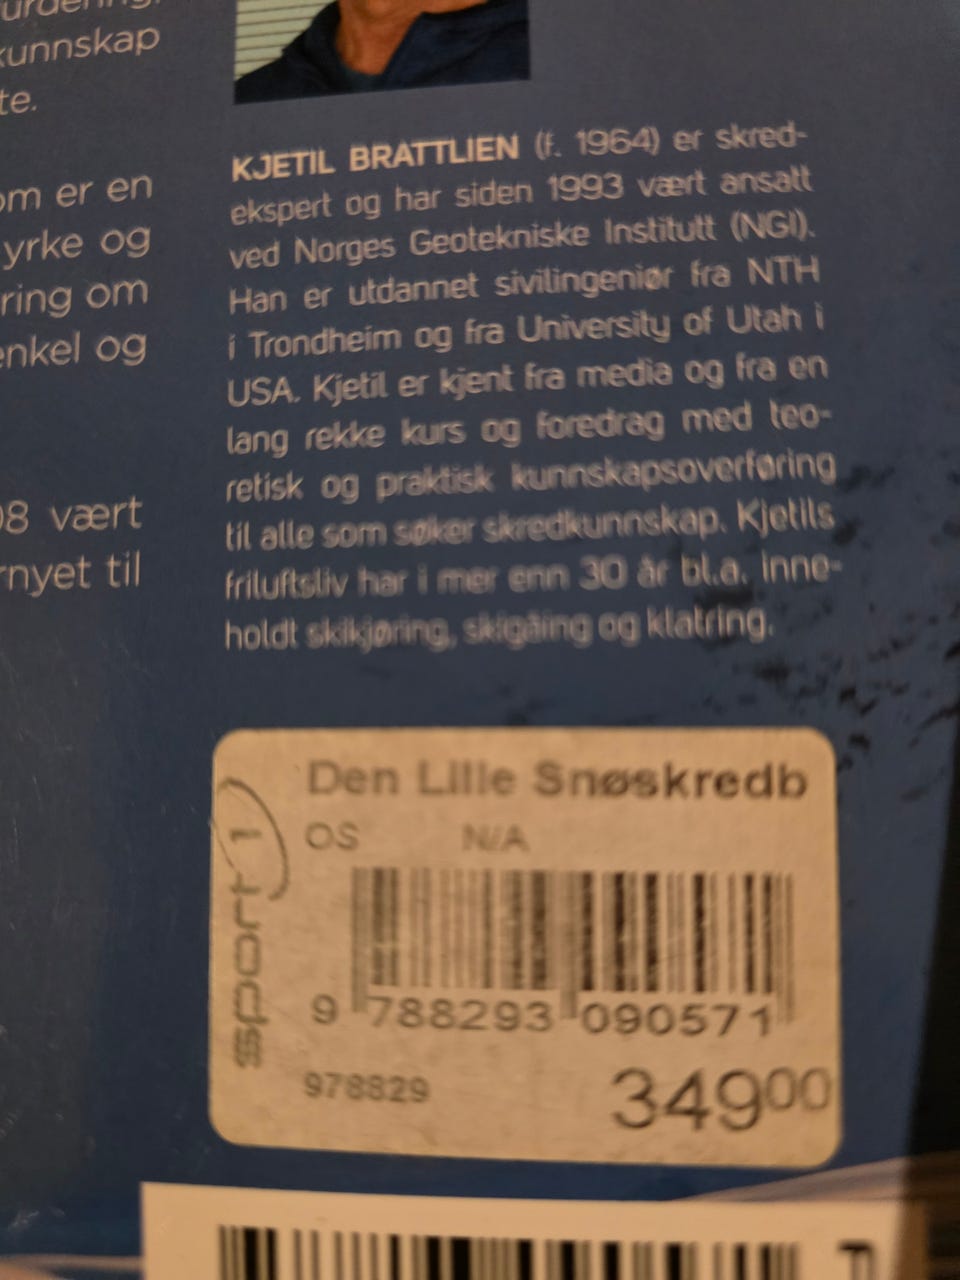 kunnskap
te.
om er en
yrke og
ring om
enkel og
08 vært
rnyet til
KJETIL BRATTLIEN (f. 1964) er skred-
ekspert og har siden 1993 vært ansatt
ved Norges Geotekniske Institutt (NGI).
Han er utdannet sivilingeniør fra NTH
i Trondheim og fra University of Utah i
USA. Kjetil er kjent fra media og fra en
lang rekke kurs og foredrag med teo-
retisk og praktisk kunnskapsoverføring
til alle som søker skredkunnskap. Kjetils
friluftsliv har i mer enn 30 år bl.a. inne-
holdt skikjøring, skigåing og klatring.
Den Lille Snøskredb
OS N/A
sport 1
9 788293 090571
978829 34900